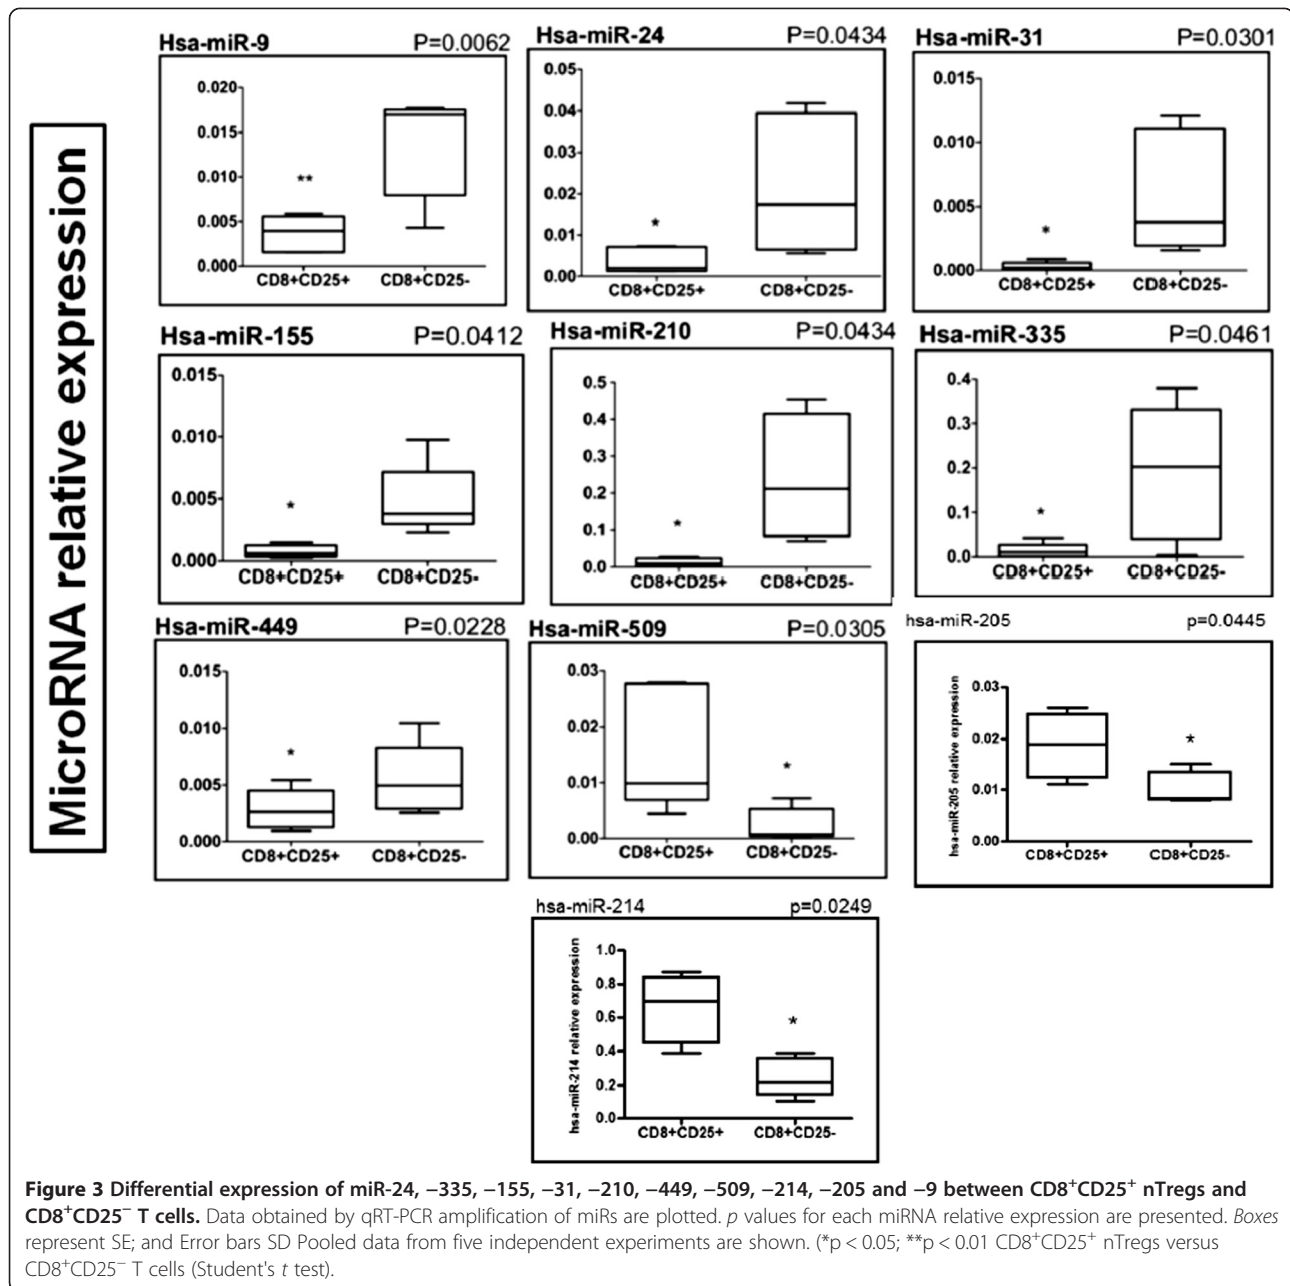 MicroRNA relative expression
Hsa-miR-9 P=0.0062
0.020
0.015
0.010
0.005
0.000
**
CD8+CD25+ CD8+CD25-
Hsa-miR-24 P=0.0434
0.05
0.04
0.03
0.02
0.01
0.00
*
CD8+CD25+ CD8+CD25-
Hsa-miR-31 P=0.0301
0.015
0.010
0.005
0.000
*
CD8+CD25+ CD8+CD25-
Hsa-miR-155 P=0.0412
0.015
0.010
0.005
0.000
*
CD8+CD25+ CD8+CD25-
Hsa-miR-210 P=0.0434
0.5
0.4
0.3
0.2
0.1
0.0
*
CD8+CD25+ CD8+CD25-
Hsa-miR-335 P=0.0461
0.4
0.3
0.2
0.1
0.0
*
CD8+CD25+ CD8+CD25-
Hsa-miR-449 P=0.0228
0.015
0.010
0.005
0.000
*
CD8+CD25+ CD8+CD25-
Hsa-miR-509 P=0.0305
0.03
0.02
0.01
0.00
*
CD8+CD25+ CD8+CD25-
hsa-miR-205 p=0.0445
hsa-miR-205 relative expression
0.03
0.02
0.01
0.00
*
CD8+CD25+ CD8+CD25-
hsa-miR-214 p=0.0249
hsa-miR-214 relative expression
1.0
0.8
0.6
0.4
0.2
0.0
*
CD8+CD25+ CD8+CD25-
Figure 3 Differential expression of miR-24, −335, −155, −31, −210, −449, −509, −214, −205 and −9 between CD8⁺CD25⁺ nTregs and
CD8⁺CD25⁻ T cells. Data obtained by qRT-PCR amplification of miRs are plotted. p values for each miRNA relative expression are presented. Boxes
represent SE; and Error bars SD Pooled data from five independent experiments are shown. (*p < 0.05; **p < 0.01 CD8⁺CD25⁺ nTregs versus
CD8⁺CD25⁻ T cells (Student's t test).